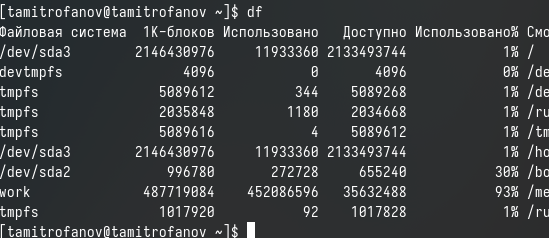 [tamitrofanov@tamitrofanov ~]$ df
Файловая система 1K-блоков Использовано Доступно Использовано% Смо
/dev/sda3 2146430976 11933360 2133493744 1% /
devtmpfs 4096 0 4096 0% /de
tmpfs 5089612 344 5089268 1% /de
tmpfs 2035848 1180 2034668 1% /ru
tmpfs 5089616 4 5089612 1% /tm
/dev/sda3 2146430976 11933360 2133493744 1% /ho
/dev/sda2 996780 272728 655240 30% /bo
work 487719084 452086596 35632488 93% /me
tmpfs 1017920 92 1017828 1% /ru
[tamitrofanov@tamitrofanov ~]$